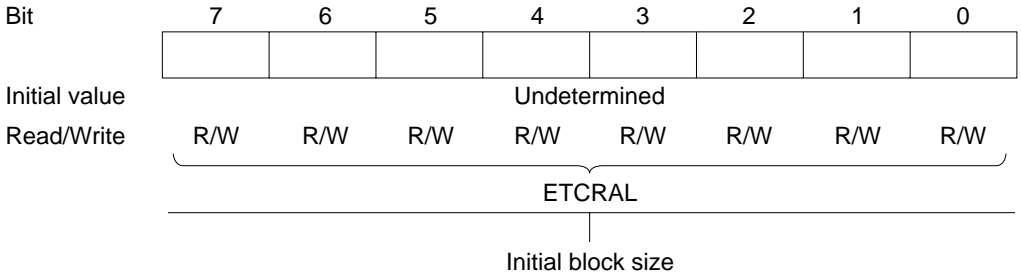 Bit 7 6 5 4 3 2 1 0
Initial value Undetermined
Read/Write R/W R/W R/W R/W R/W R/W R/W R/W
ETCRAL
Initial block size